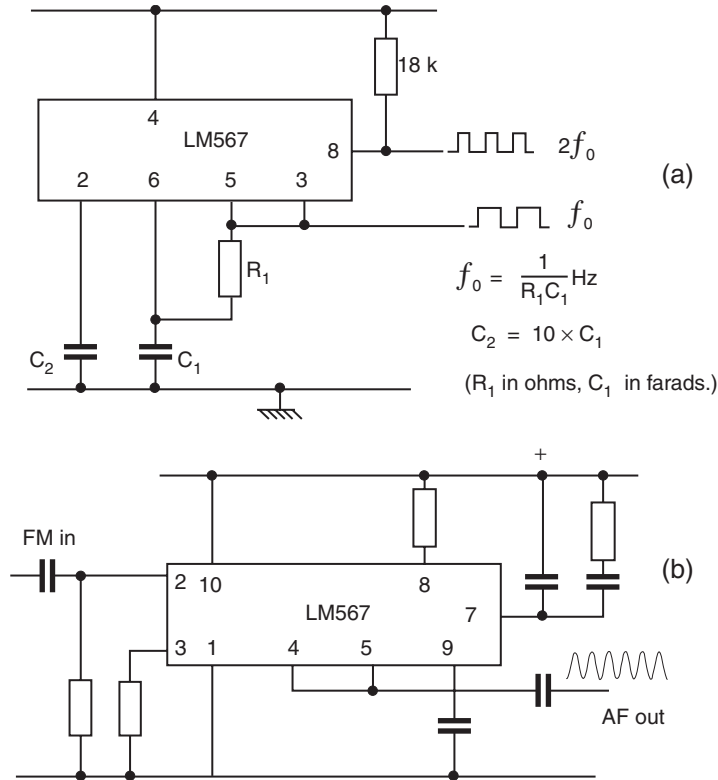 18 k
4
LM567
8
2f₀
2 6 5 3
(a)
f₀
R₁
f₀ = 1/R₁C₁ Hz
C₂ C₁
C₂ = 10 × C₁
(R₁ in ohms, C₁ in farads.)
+
FM in
2 10 8
(b)
LM567
7
3 1 4 5 9
AF out